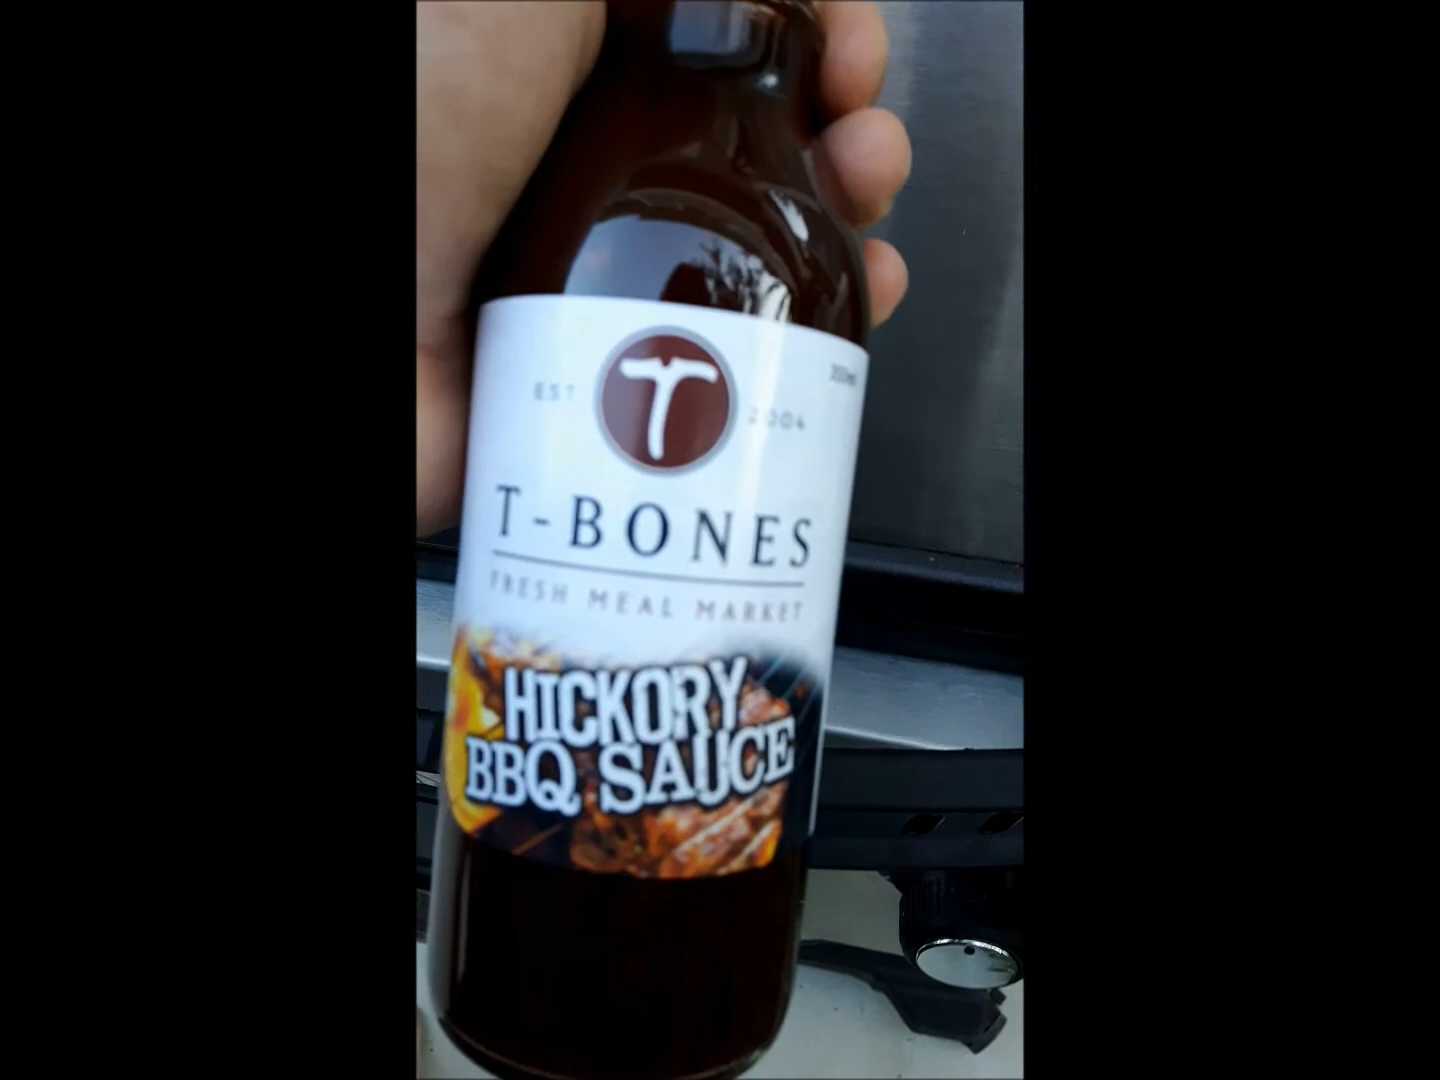 T
EST 2004
T-BONES
FRESH MEAL MARKET
HICKORY
BBQ SAUCE